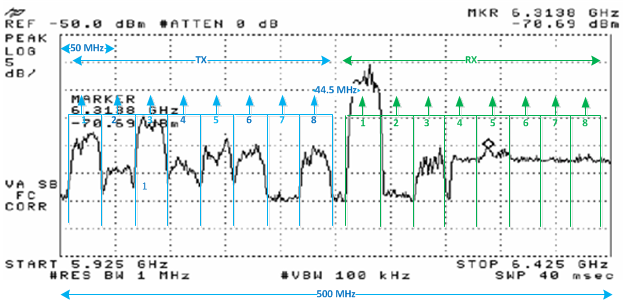 REF -50.0 dBm #ATTEN 0 dB
MKR 6.3138 GHz
-70.69 dBm
PEAK
LOG
5
dB/
50 MHz
TX
RX
44.5 MHz
MARKER
6.3138 GHz
-70.69 dBm
1 2 3 4 5 6 7 8
1 2 3 4 5 6 7 8
1
VA SB
FC
CORR
START 5.925 GHz
STOP 6.425 GHz
#RES BW 1 MHz
#VBW 100 kHz
SWP 40 msec
500 MHz